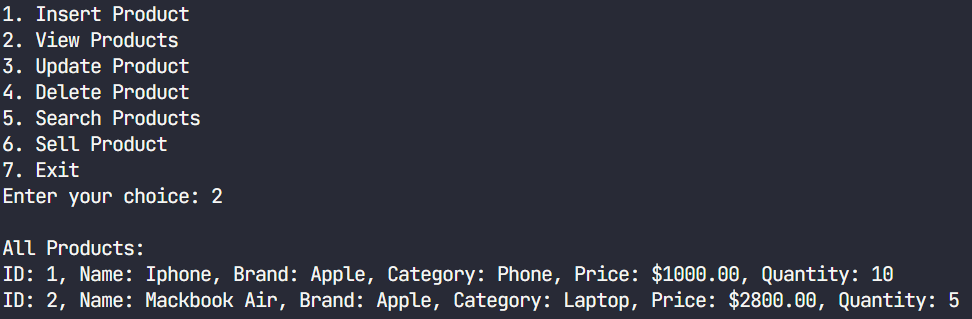 1. Insert Product
2. View Products
3. Update Product
4. Delete Product
5. Search Products
6. Sell Product
7. Exit
Enter your choice: 2
All Products:
ID: 1, Name: Iphone, Brand: Apple, Category: Phone, Price: $1000.00, Quantity: 10
ID: 2, Name: Mackbook Air, Brand: Apple, Category: Laptop, Price: $2800.00, Quantity: 5